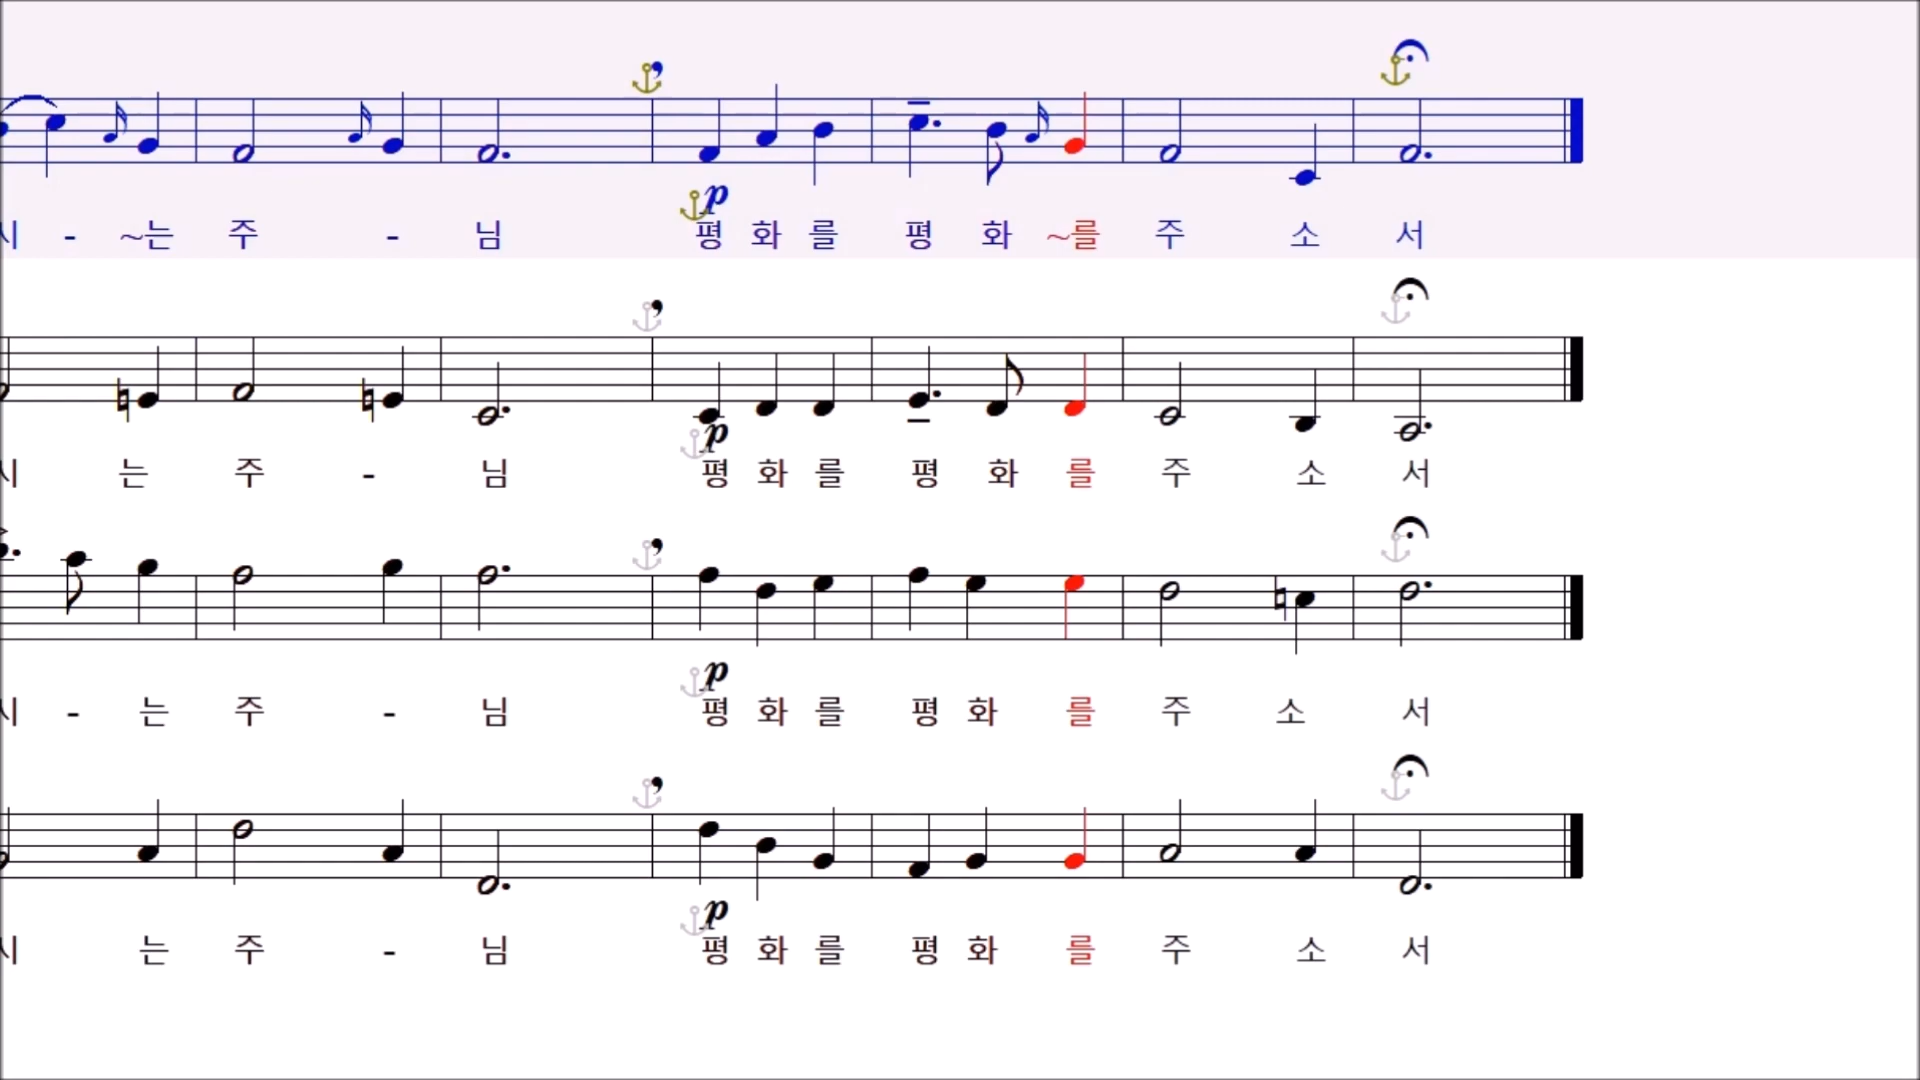 시 - ~는 주 - 님 평 화 를 평 화 ~를 주 소 서
p
시 는 주 - 님 평 화 를 평 화 를 주 소 서
p
시 - 는 주 - 님 평 화 를 평 화 를 주 소 서
p
시 는 주 - 님 평 화 를 평 화 를 주 소 서
p